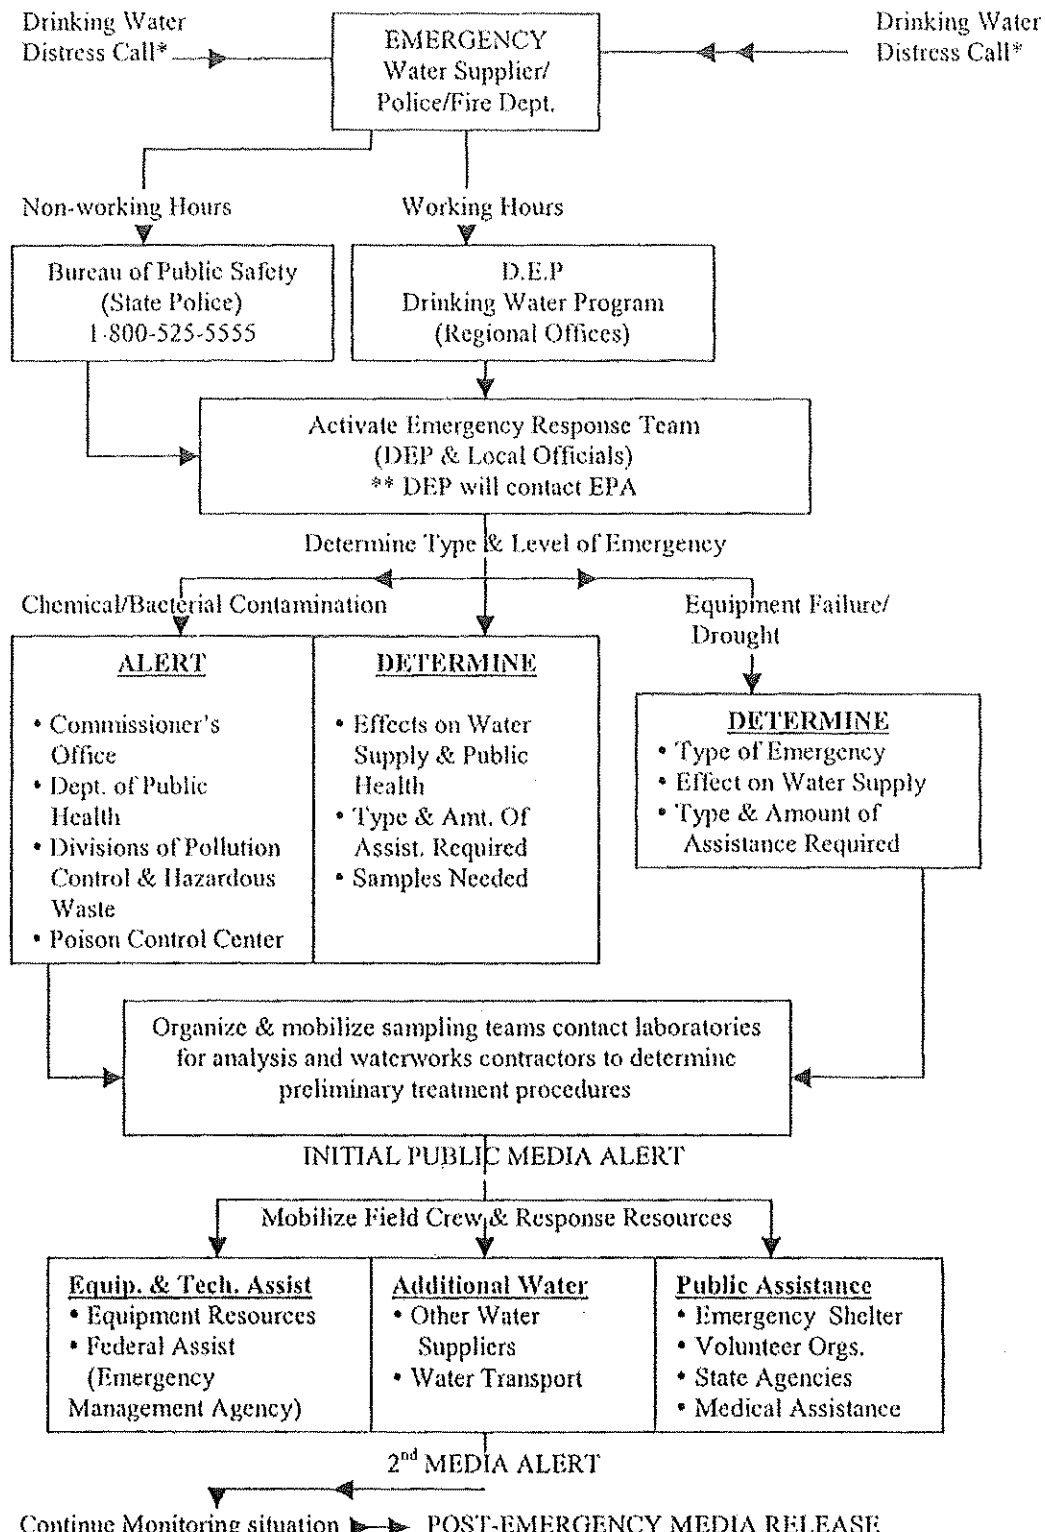 Drinking Water
Distress Call*
EMERGENCY
Water Supplier/
Police/Fire Dept.
Drinking Water
Distress Call*
Non-working Hours
Working Hours
Bureau of Public Safety
(State Police)
1-800-525-5555
D.E.P
Drinking Water Program
(Regional Offices)
Activate Emergency Response Team
(DEP & Local Officials)
** DEP will contact EPA
Determine Type & Level of Emergency
Chemical/Bacterial Contamination
Equipment Failure/
Drought
ALERT
• Commissioner's
Office
• Dept. of Public
Health
• Divisions of Pollution
Control & Hazardous
Waste
• Poison Control Center
DETERMINE
• Effects on Water
Supply & Public
Health
• Type & Amt. Of
Assist. Required
• Samples Needed
DETERMINE
• Type of Emergency
• Effect on Water Supply
• Type & Amount of
Assistance Required
Organize & mobilize sampling teams contact laboratories
for analysis and waterworks contractors to determine
preliminary treatment procedures
INITIAL PUBLIC MEDIA ALERT
Mobilize Field Crew & Response Resources
Equip. & Tech. Assist
• Equipment Resources
• Federal Assist
(Emergency
Management Agency)
Additional Water
• Other Water
Suppliers
• Water Transport
Public Assistance
• Emergency Shelter
• Volunteer Orgs.
• State Agencies
• Medical Assistance
2nd MEDIA ALERT
Continue Monitoring situation
POST-EMERGENCY MEDIA RELEASE